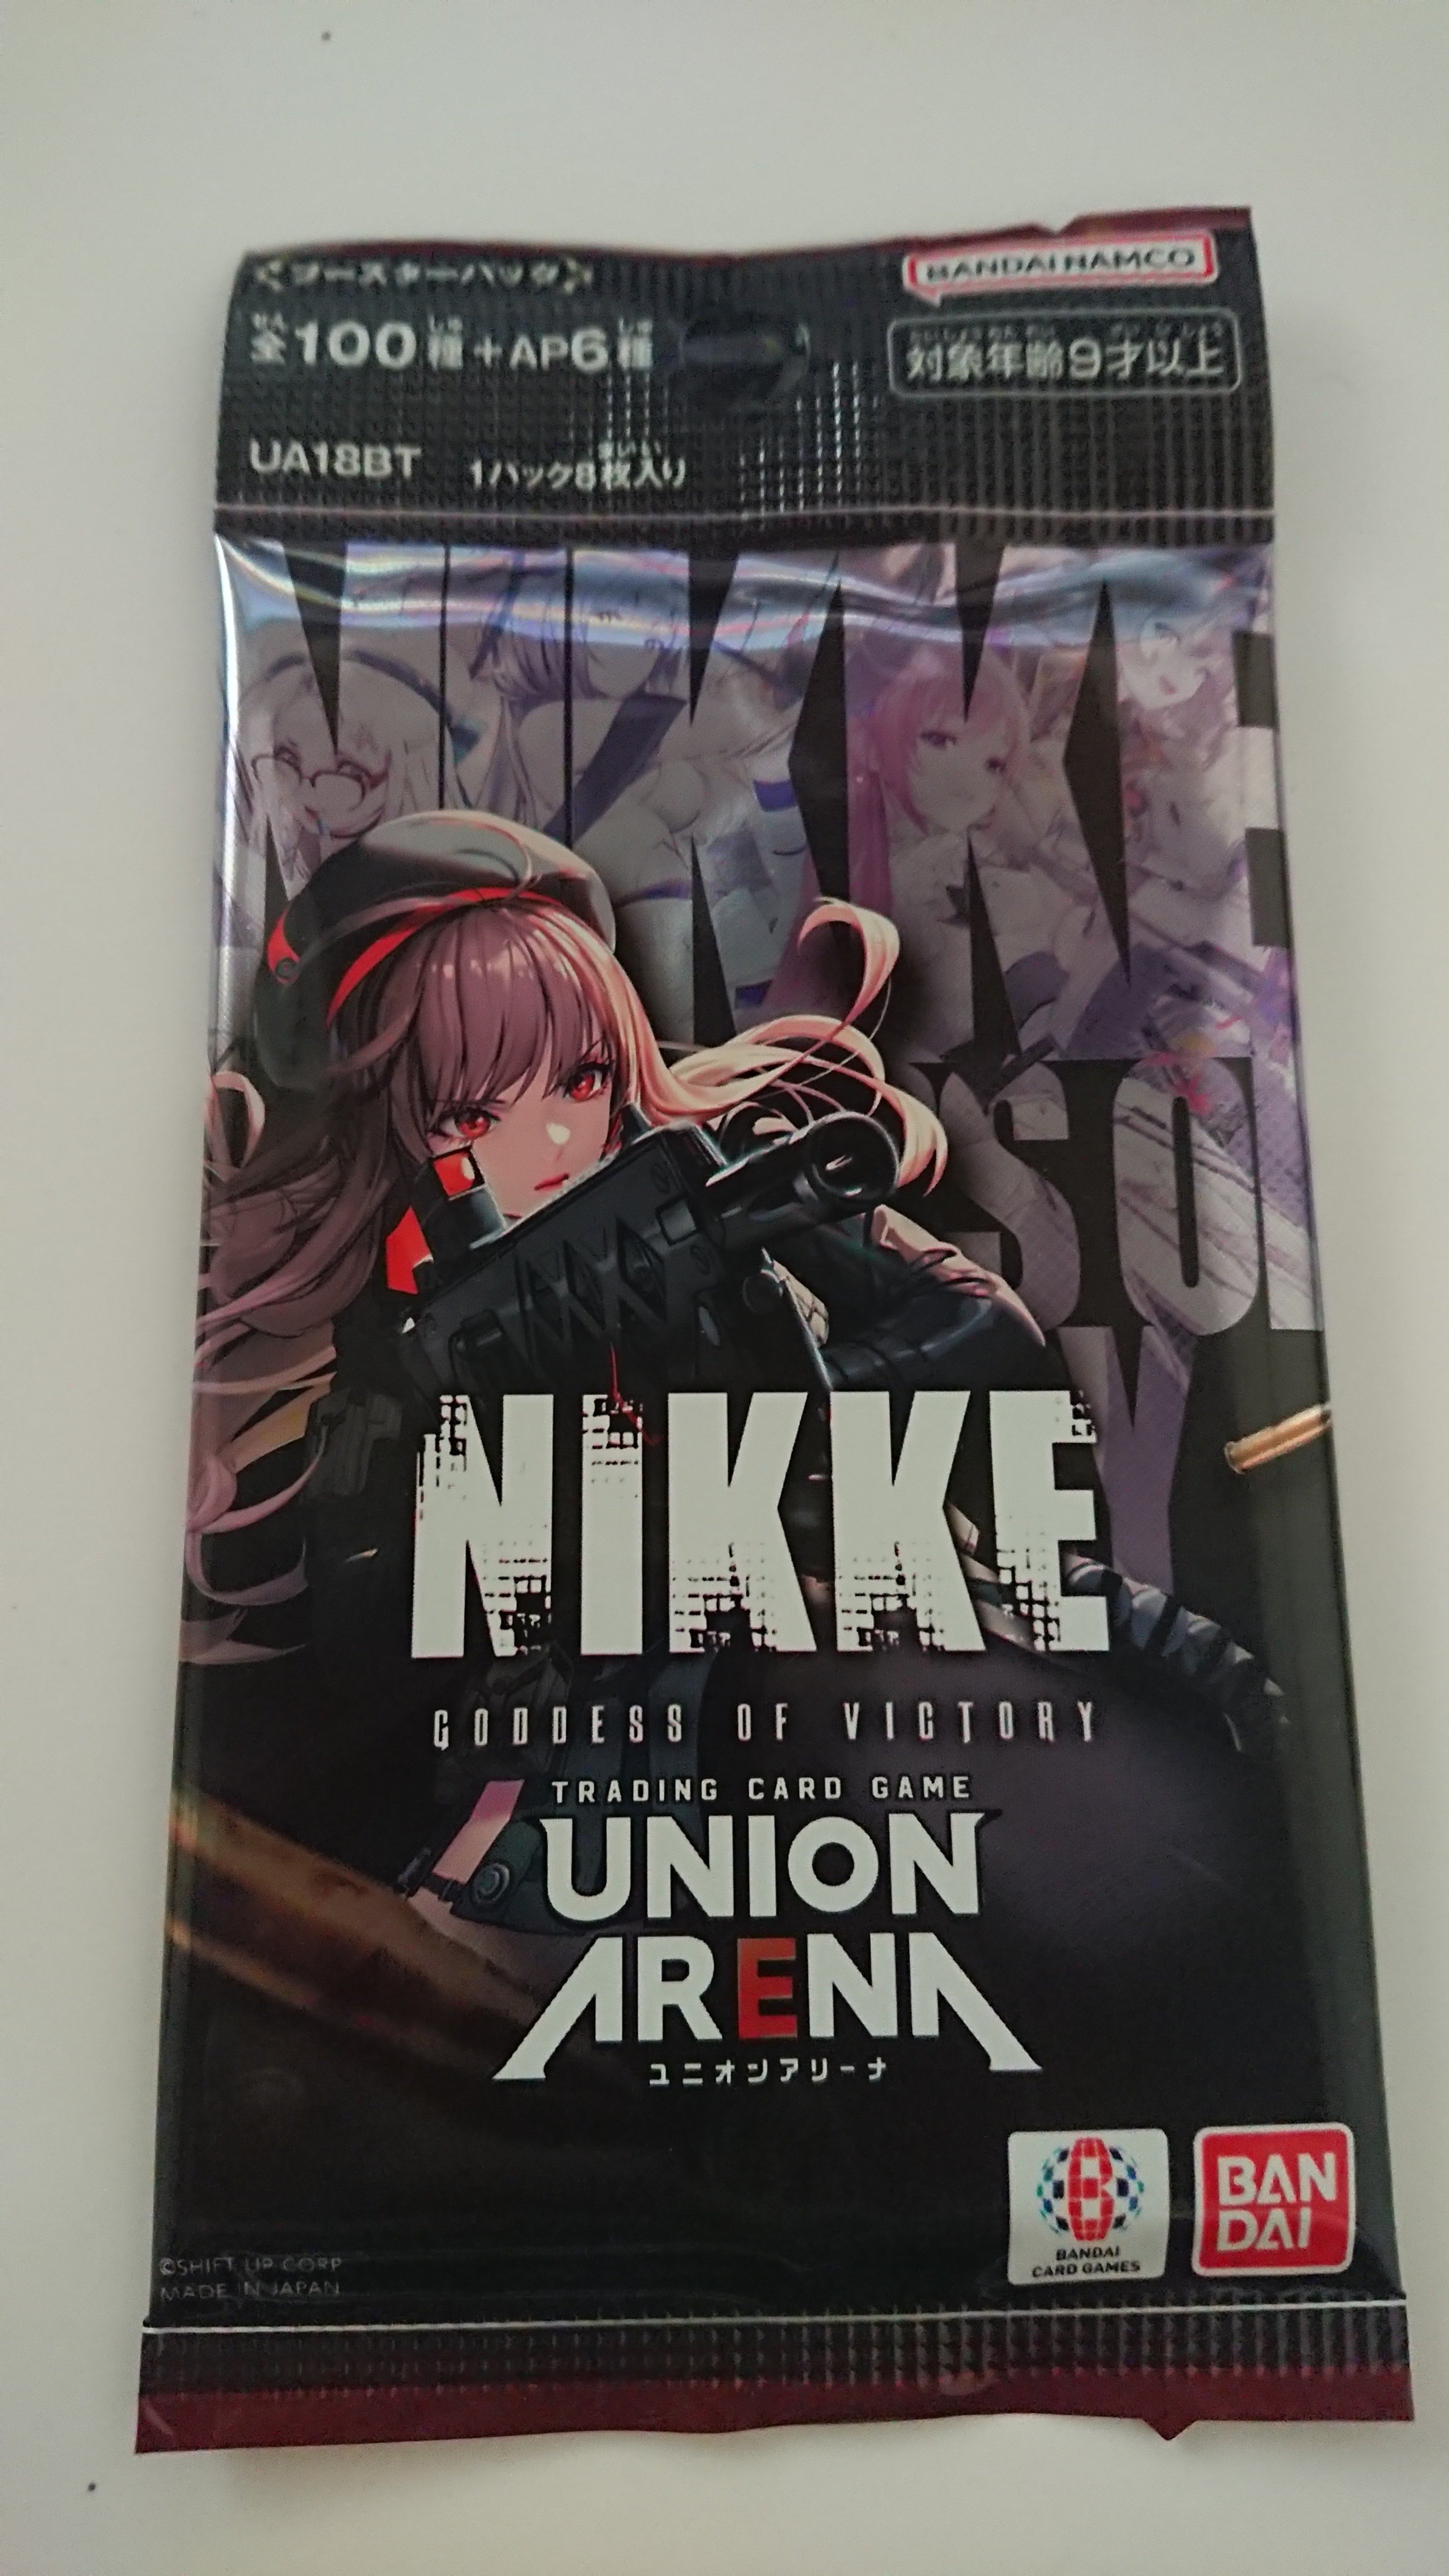 <ブースターパック>
BANDAI NAMCO
全100種+AP6種
対象年齢9才以上
UA18BT 1パック8枚入り
NIKKE
NIKKE
GODDESS OF VICTORY
TRADING CARD GAME
UNION
ARENA
ユニオンアリーナ
BANDAI
CARD GAMES
BAN
DAI
©SHIFT UP CORP.
MADE IN JAPAN